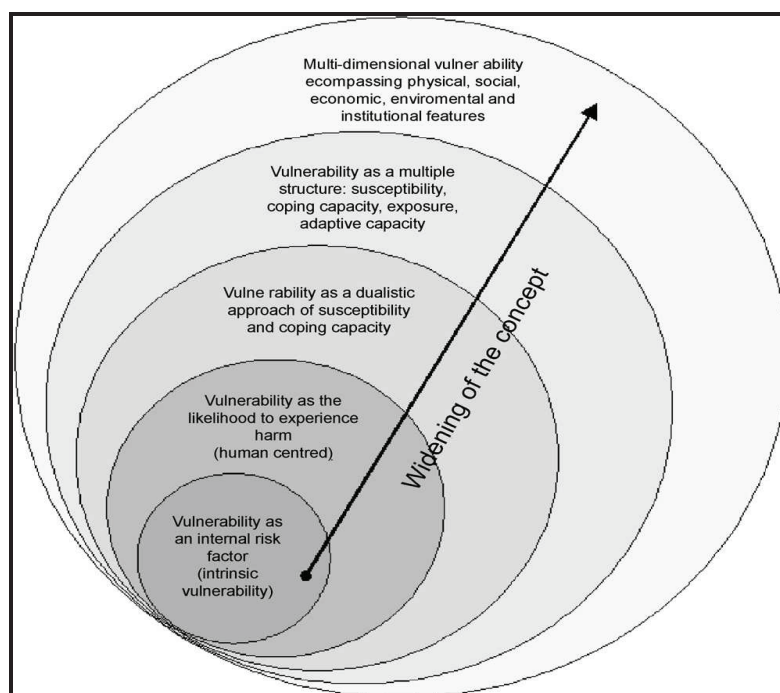 Multi-dimensional vulner ability
ecompassing physical, social,
economic, enviromental and
institutional features
Vulnerability as a multiple
structure: susceptibility,
coping capacity, exposure,
adaptive capacity
Vulne rability as a dualistic
approach of susceptibility
and coping capacity
Vulnerability as the
likelihood to experience
harm
(human centred)
Vulnerability as
an internal risk
factor
(intrinsic
vulnerability)
Widening of the concept